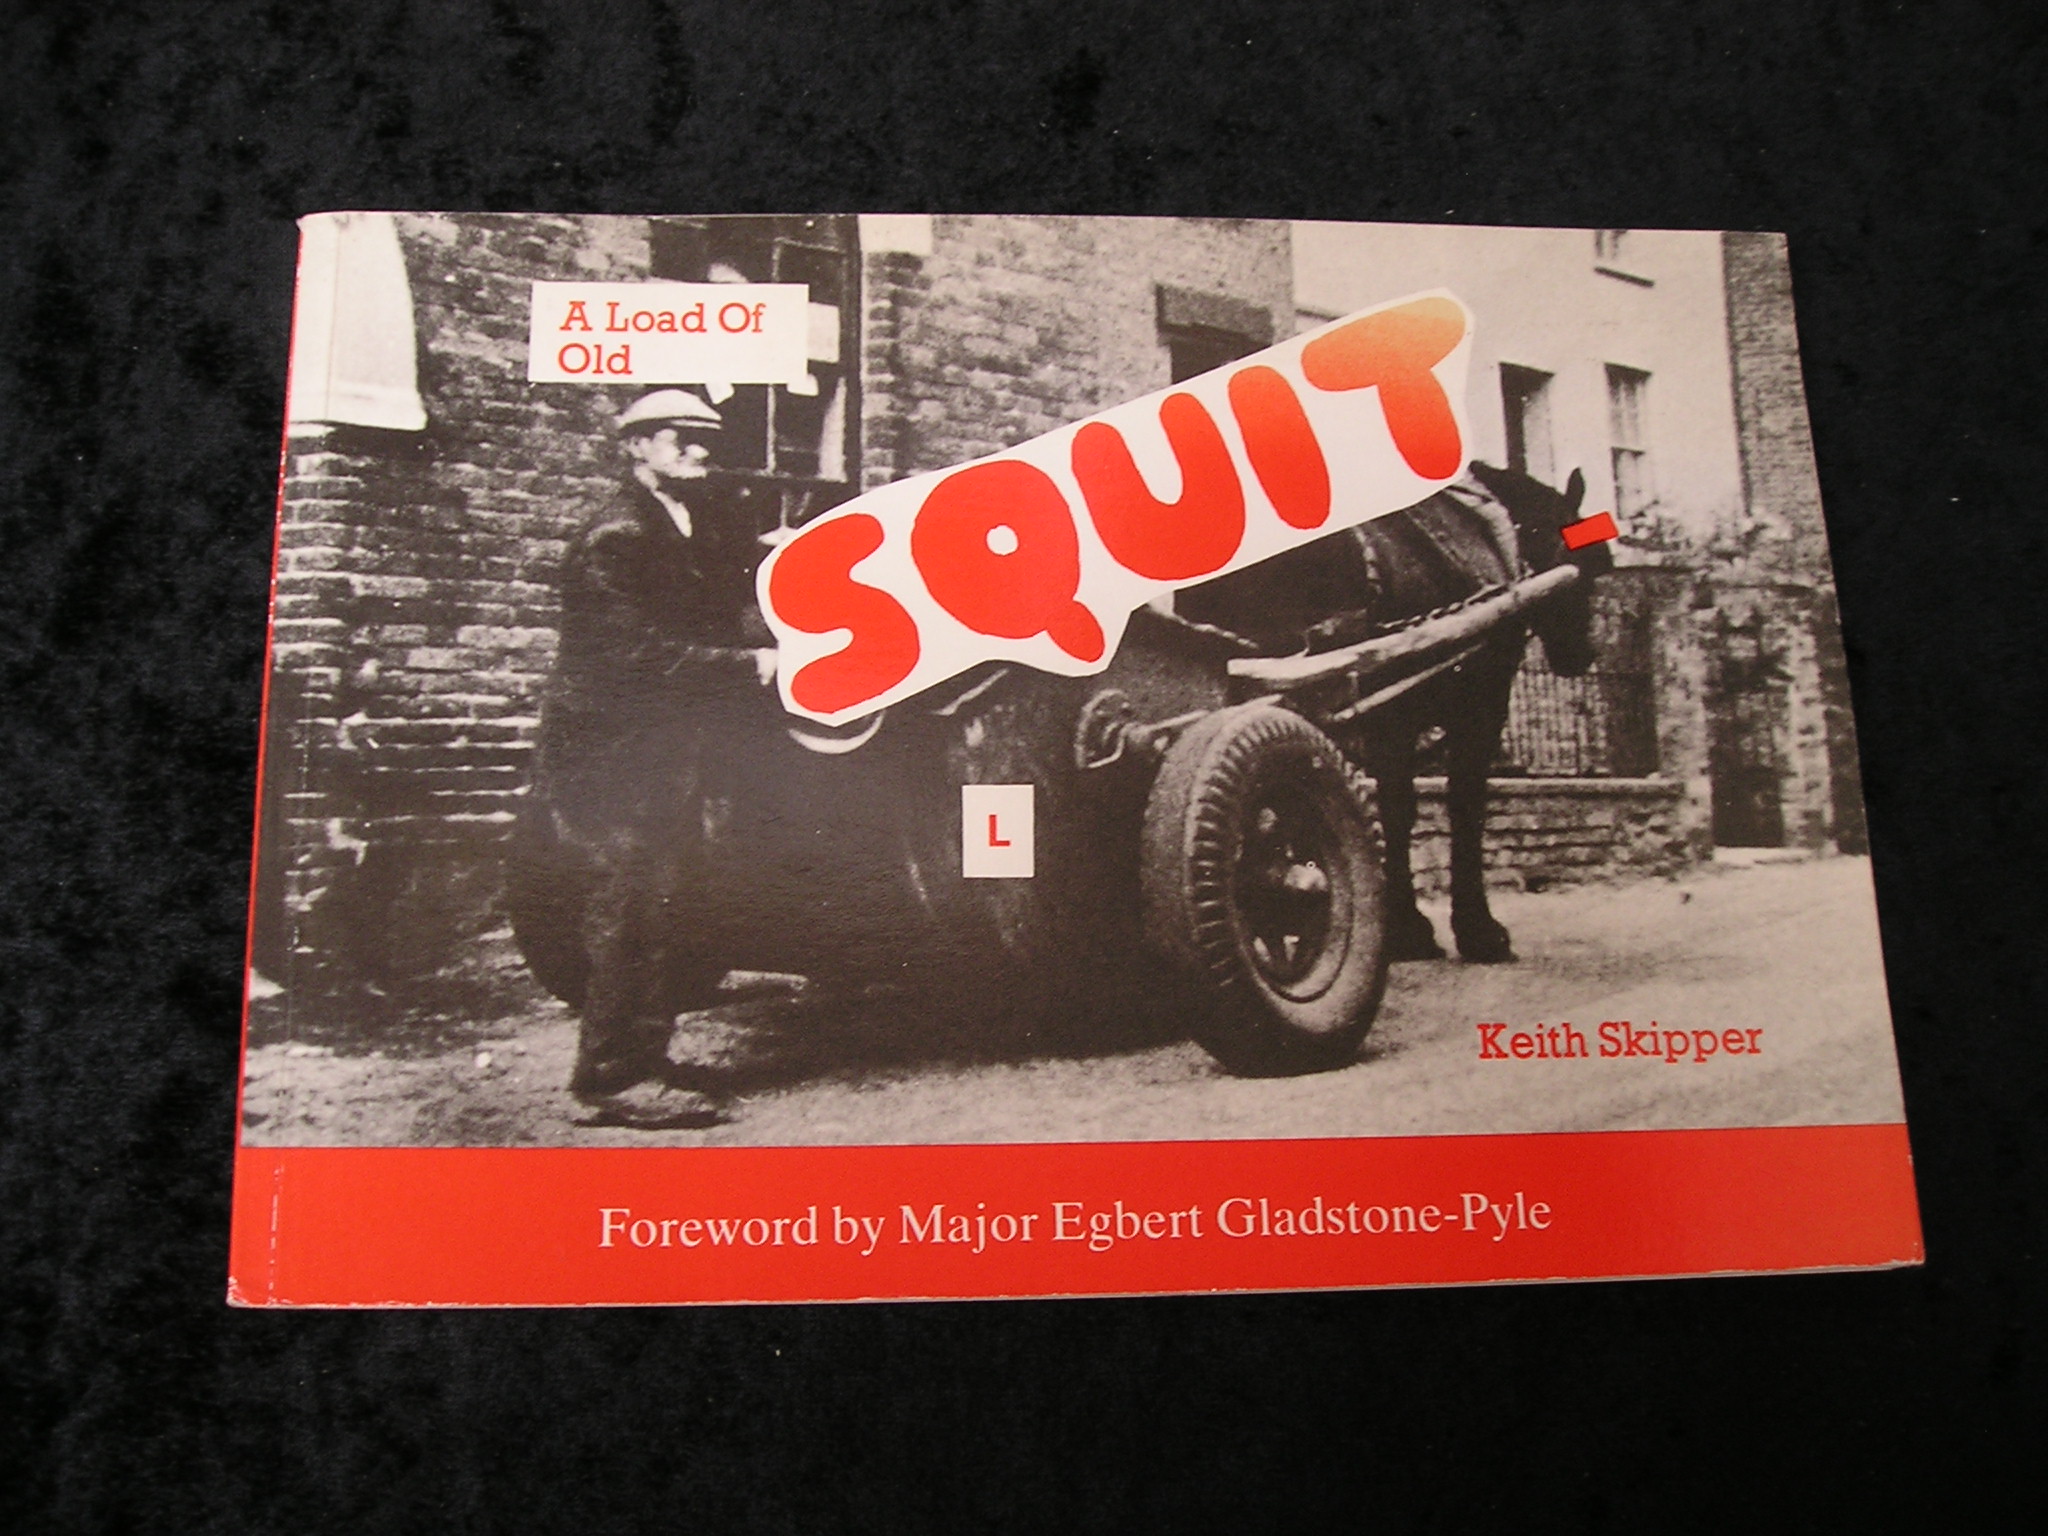 A Load Of
Old
SQUIT
L
Keith Skipper
Foreword by Major Egbert Gladstone-Pyle